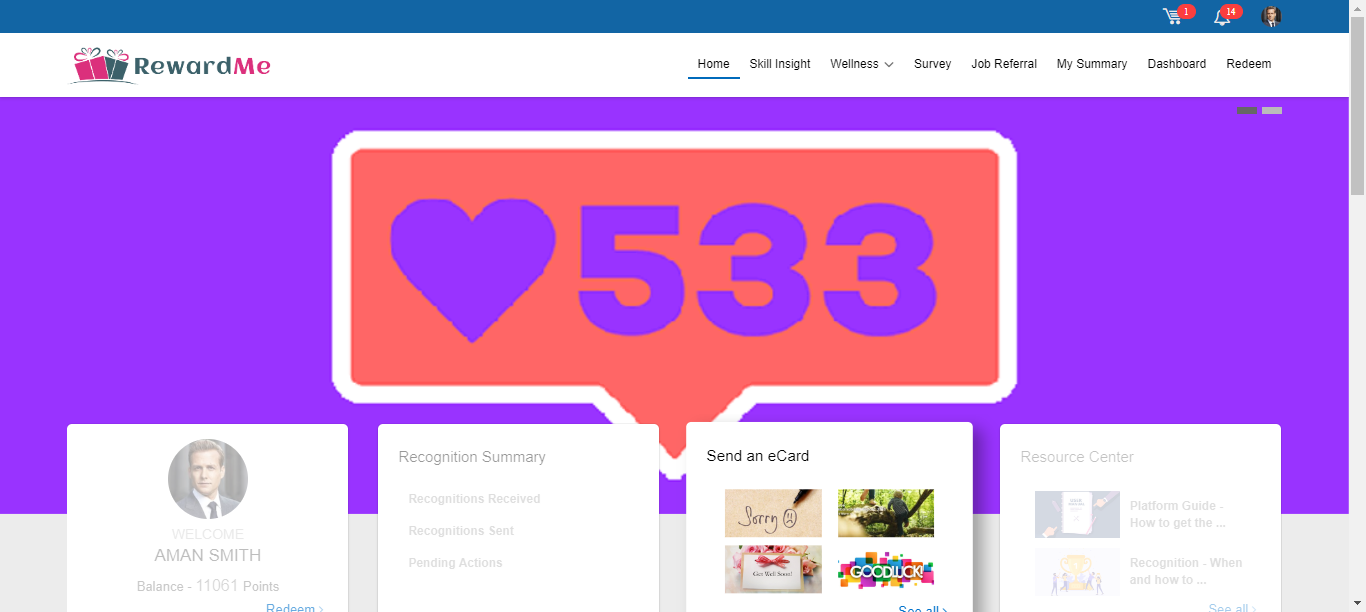 1
14
RewardMe
Home
Skill Insight
Wellness
Survey
Job Referral
My Summary
Dashboard
Redeem
533
WELCOME
AMAN SMITH
Balance - 11061 Points
Redeem >
Recognition Summary
Recognitions Received
Recognitions Sent
Pending Actions
Send an eCard
Sorry
Get Well Soon!
GOODLUCK!
See all >
Resource Center
Platform Guide -
How to get the ...
Recognition - When
and how to ...
See all >